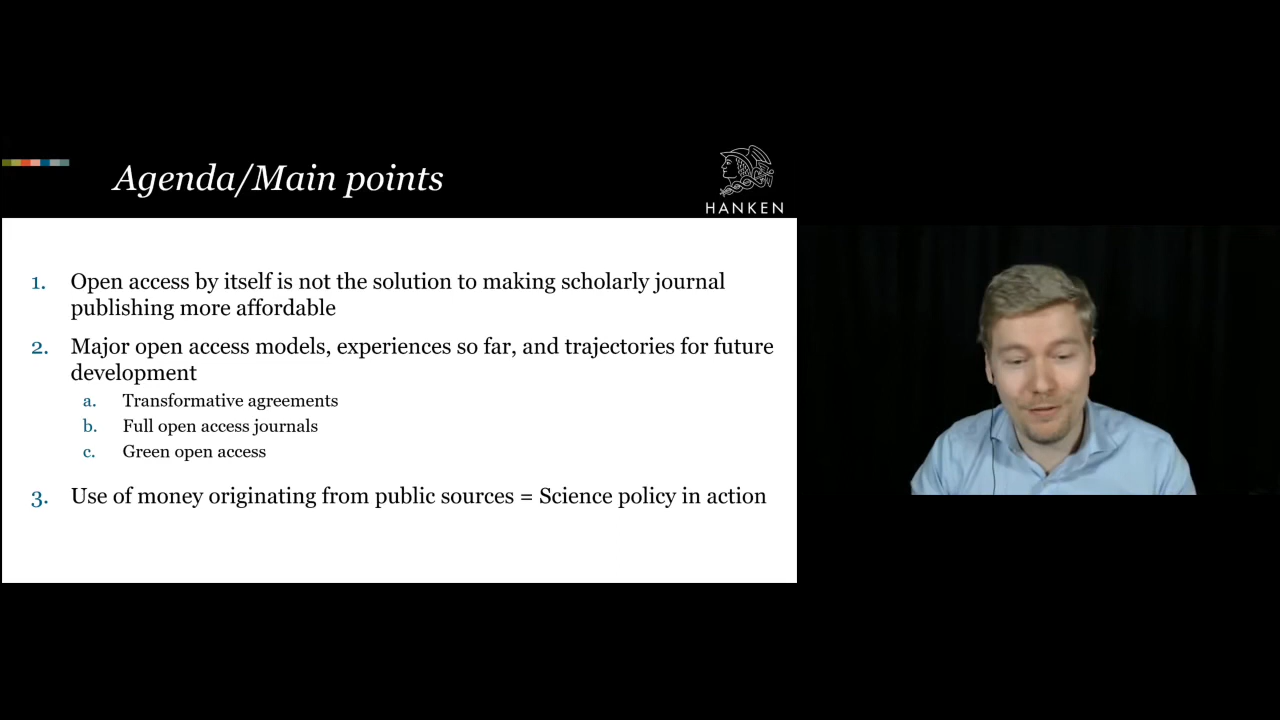 Agenda/Main points
HANKEN
1. Open access by itself is not the solution to making scholarly journal
publishing more affordable
2. Major open access models, experiences so far, and trajectories for future
development
a. Transformative agreements
b. Full open access journals
c. Green open access
3. Use of money originating from public sources = Science policy in action